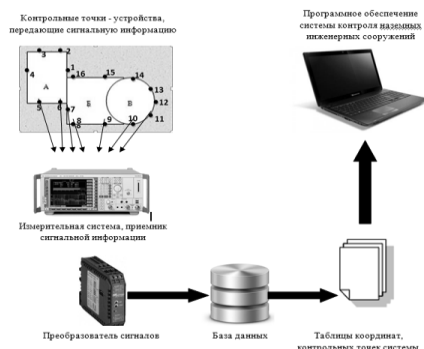 Контрольные точки - устройства,
передающие сигнальную информацию
3
2
4
1
16
15
14
13
А
Б
В
12
5
6
7
8
8
9
10
11
Измерительная система, приемник
сигнальной информации
Преобразователь сигналов
База данных
Таблицы координат,
контрольных точек системы
Программное обеспечение
системы контроля наземных
инженерных сооружений